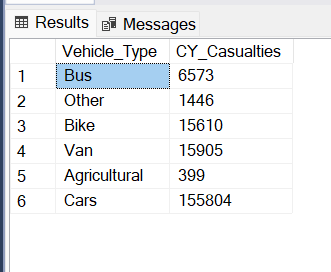 Results Messages
Vehicle_Type CY_Casualties
1 Bus 6573
2 Other 1446
3 Bike 15610
4 Van 15905
5 Agricultural 399
6 Cars 155804